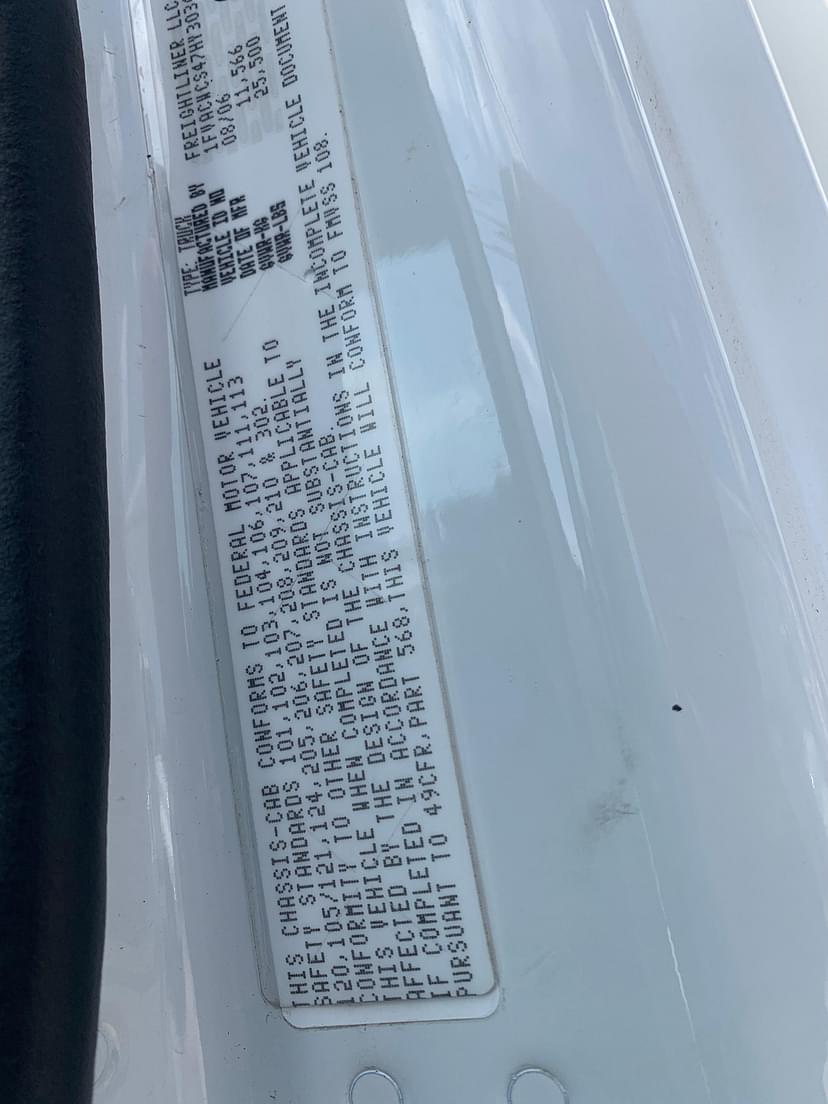 TYPE: TRUCK
MANUFACTURED BY FREIGHTLINER LLC
VEHICLE ID NO
DATE OF MFR 08/06
GVWR-KG 11,566
GVWR-LBS 25,500
THIS CHASSIS-CAB CONFORMS TO FEDERAL MOTOR VEHICLE
SAFETY STANDARDS 101,102,103,104,106,107,111,113
120,105/121,124,205,206,207,208,209,210 & 302.
CONFORMITY TO OTHER SAFETY STANDARDS APPLICABLE TO
THIS VEHICLE WHEN COMPLETED IS NOT SUBSTANTIALLY
AFFECTED BY THE DESIGN OF THE CHASSIS-CAB.
IF COMPLETED IN ACCORDANCE WITH INSTRUCTIONS IN THE INCOMPLETE VEHICLE DOCUMENT
PURSUANT TO 49CFR,PART 568,THIS VEHICLE WILL CONFORM TO FMVSS 108.